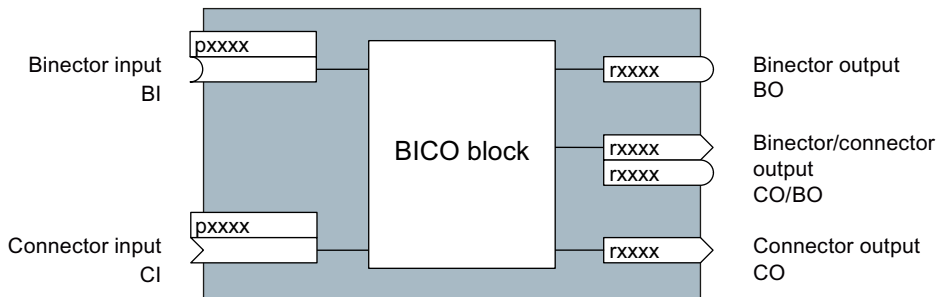 pxxxx
Binector input
BI
rxxxx
Binector output
BO
BICO block
rxxxx
rxxxx
Binector/connector
output
CO/BO
pxxxx
Connector input
CI
rxxxx
Connector output
CO